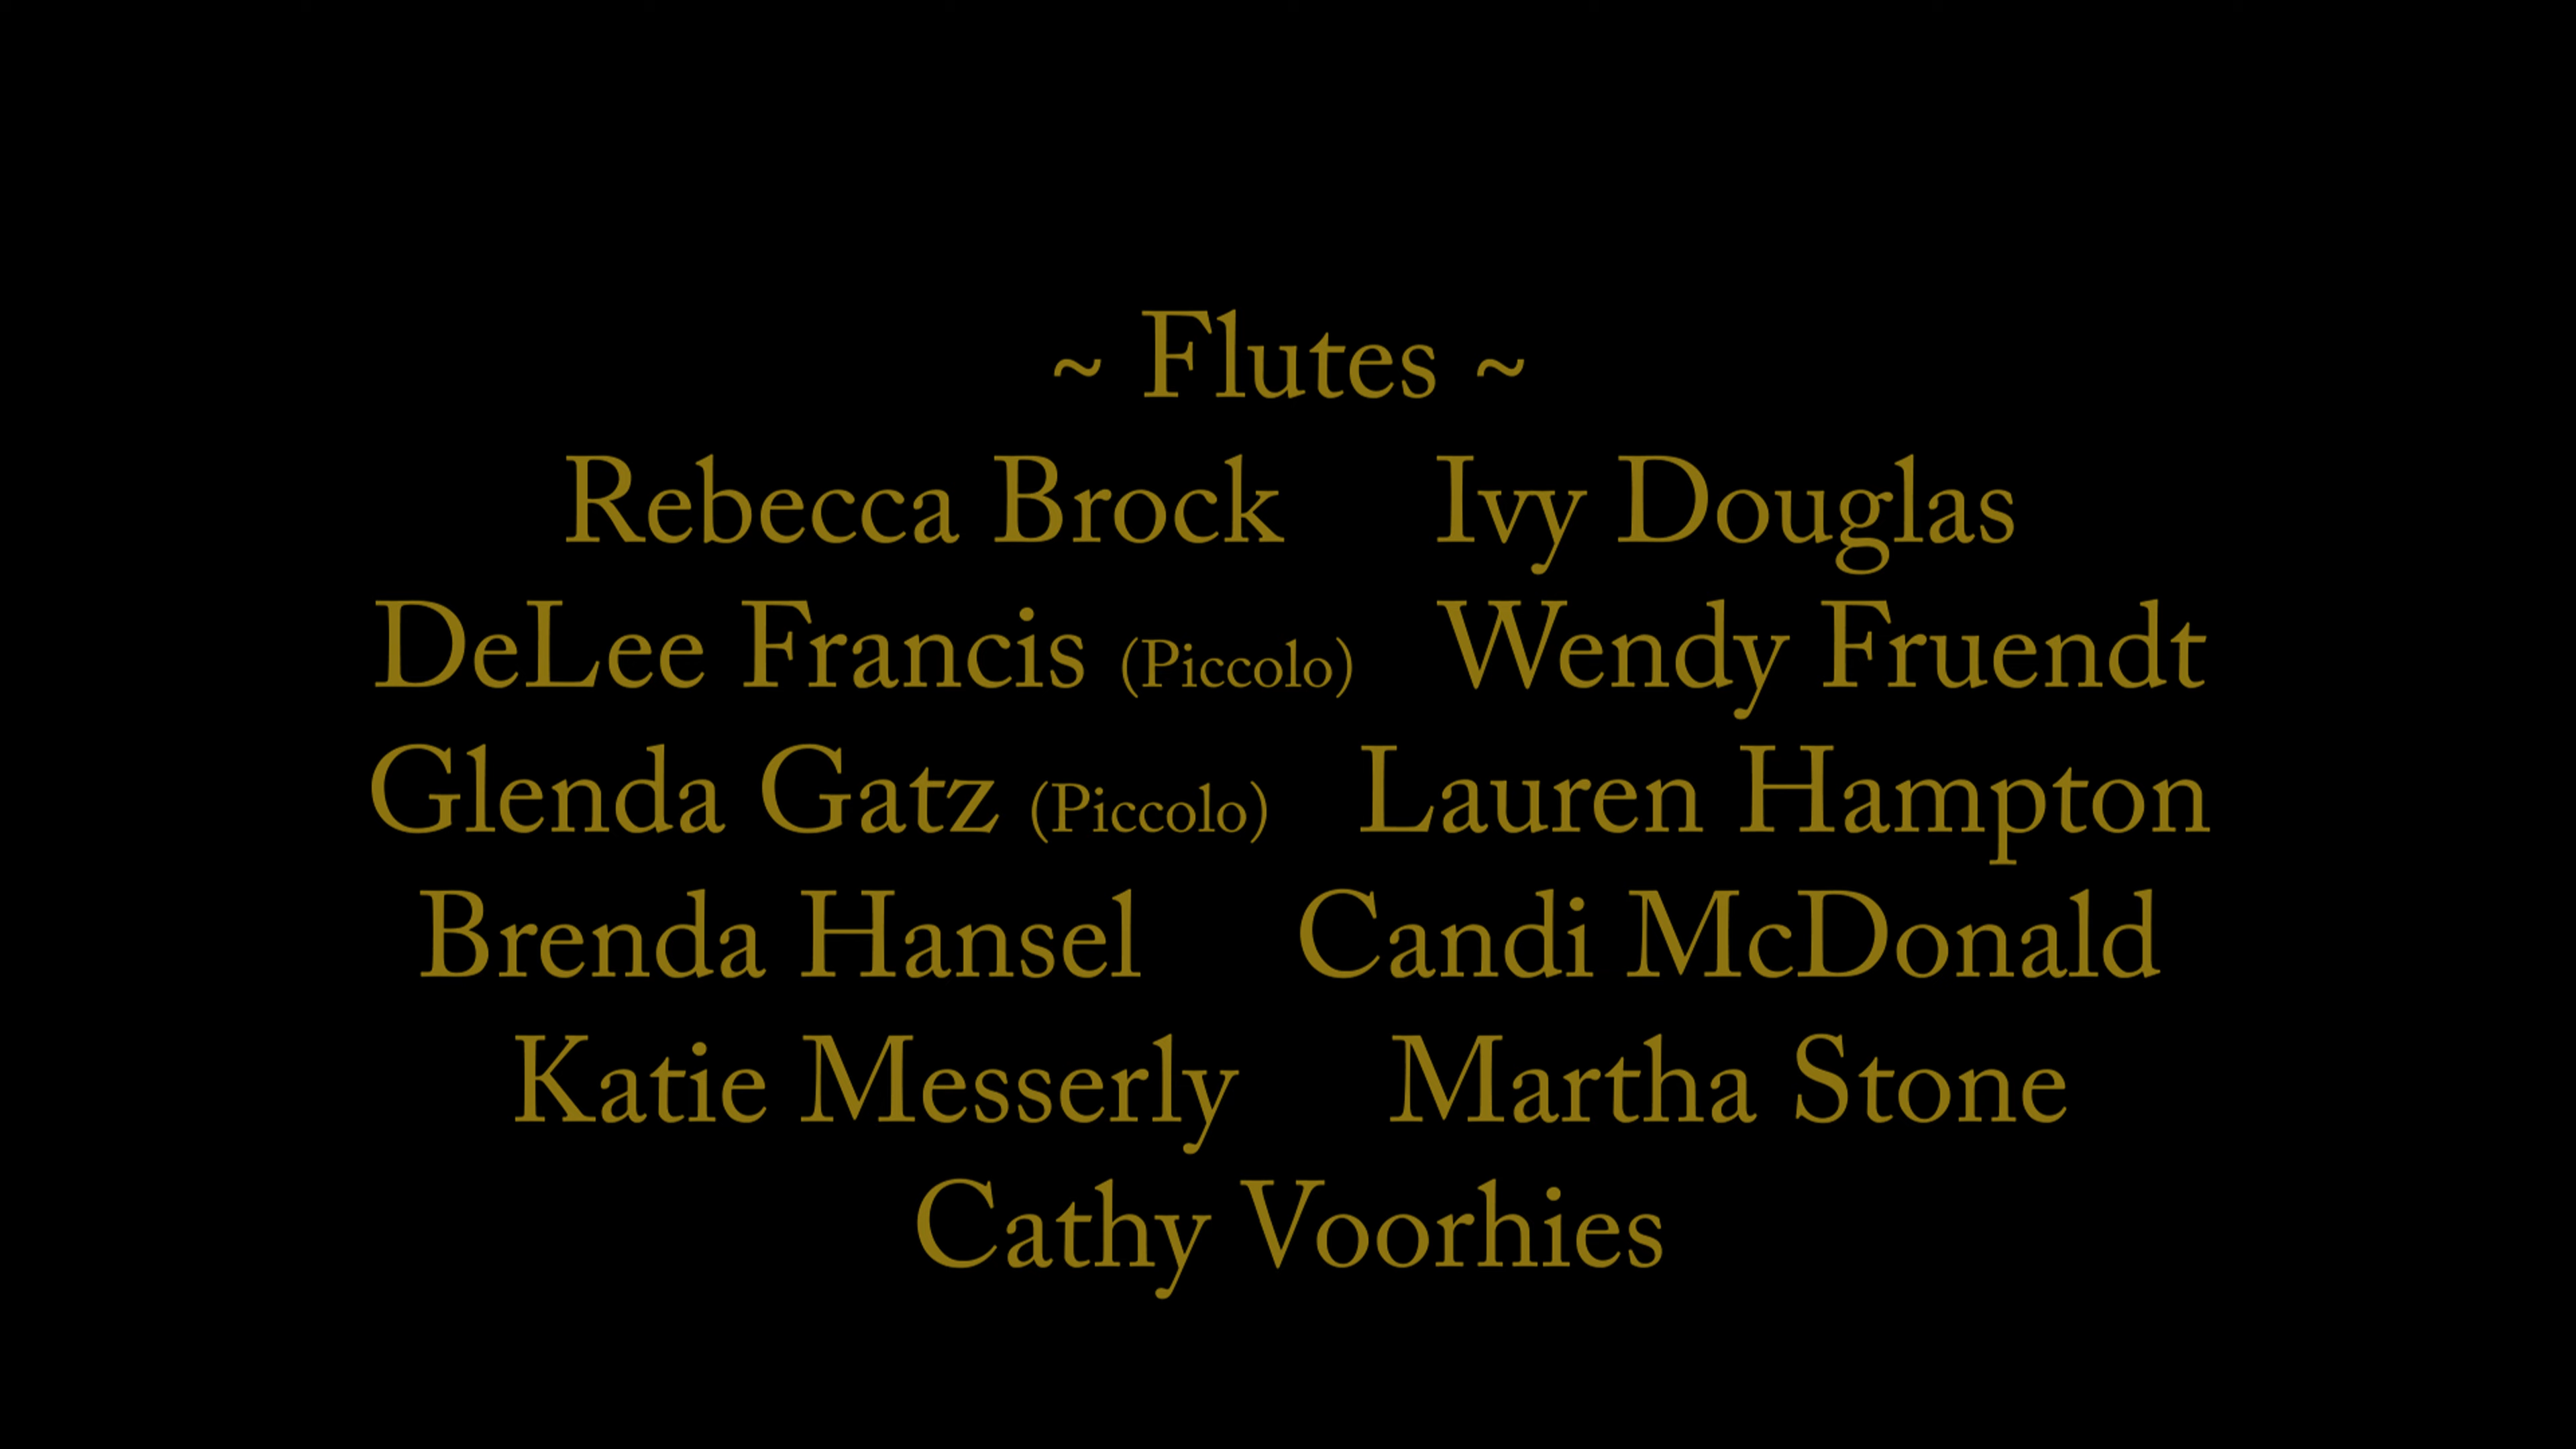 ~ Flutes ~
Rebecca Brock Ivy Douglas
DeLee Francis (Piccolo) Wendy Fruendt
Glenda Gatz (Piccolo) Lauren Hampton
Brenda Hansel Candi McDonald
Katie Messerly Martha Stone
Cathy Voorhies